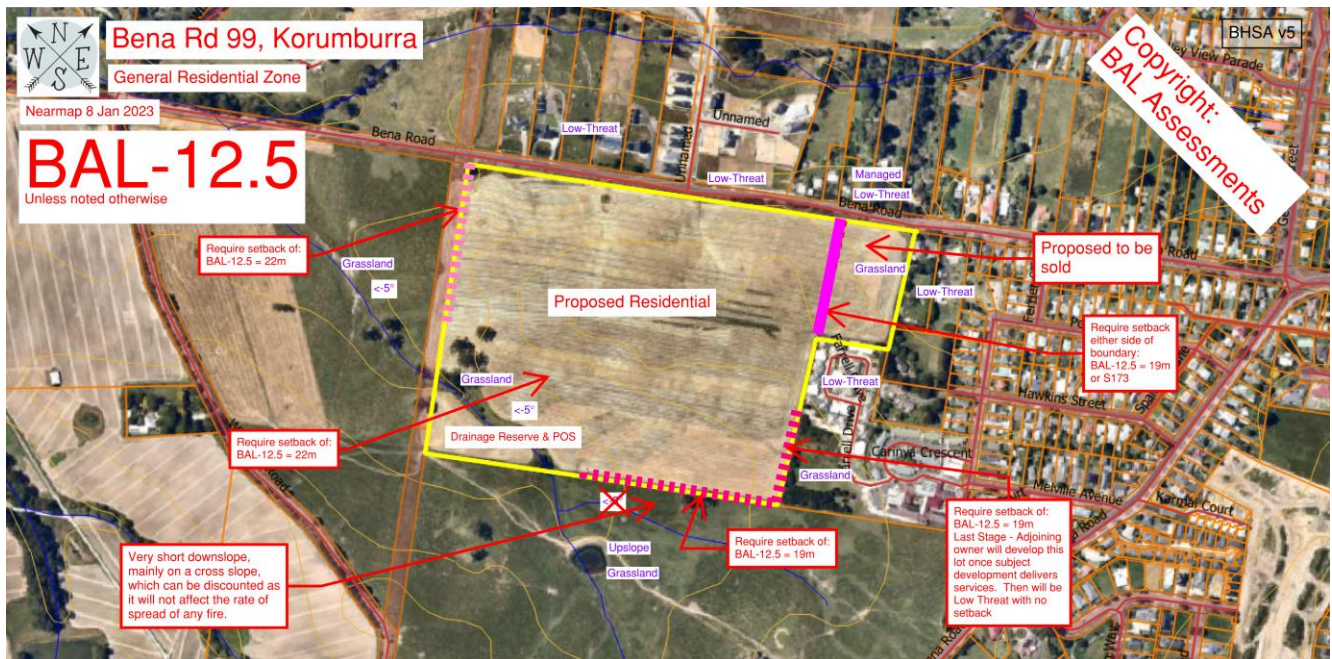 N
W E
S
Bena Rd 99, Korumburra
General Residential Zone
Nearmap 8 Jan 2023
BAL-12.5
Unless noted otherwise
BHSA v5
Copyright:
BAL Assessments
ley View Parade
Bena Road
Low-Threat
Unnamed
Unnamed
Low-Threat
Managed
Low-Threat
Bena Road
Road
Require setback of:
BAL-12.5 = 22m
Grassland
<-5°
Proposed Residential
Grassland
Low-Threat
Proposed to be
sold
Require setback
either side of
boundary:
BAL-12.5 = 19m
or S173
Low-Threat
Hawkins Street
Grassland
<-5°
Drainage Reserve & POS
Require setback of:
BAL-12.5 = 22m
Carinya Crescent
Grassland
Melville Avenue
Karmai Court
Court
Road
Require setback of:
BAL-12.5 = 19m
Last Stage - Adjoining
owner will develop this
lot once subject
development delivers
services. Then will be
Low Threat with no
setback
Require setback of:
BAL-12.5 = 19m
Upslope
Grassland
Very short downslope,
mainly on a cross slope,
which can be discounted as
it will not affect the rate of
spread of any fire.